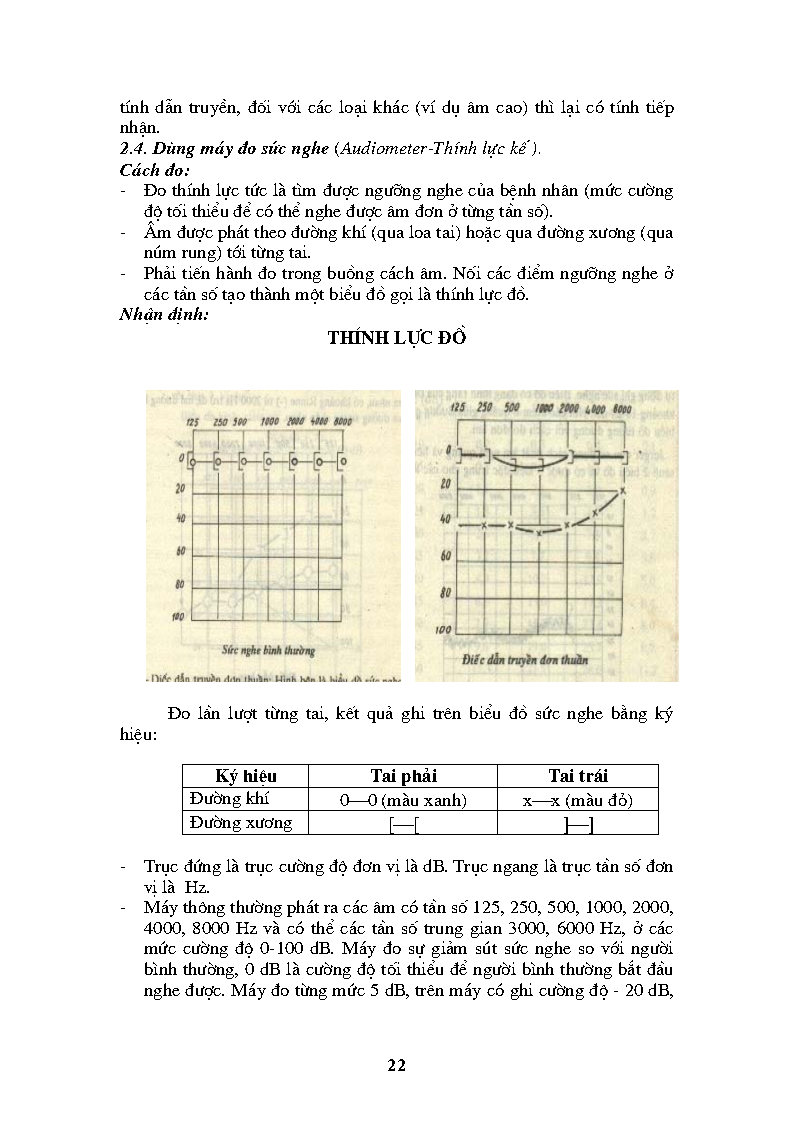 tính dẫn truyền, đối với các loại khác (ví dụ âm cao) thì lại có tính tiếp
nhận.
2.4. Dùng máy đo sức nghe (Audiometer-Thính lực kế ).
Cách đo:
- Đo thính lực tức là tìm được ngưỡng nghe của bệnh nhân (mức cường
độ tối thiểu để có thể nghe được âm đơn ở từng tần số).
- Âm được phát theo đường khí (qua loa tai) hoặc qua đường xương (qua
núm rung) tới từng tai.
- Phải tiến hành đo trong buồng cách âm. Nối các điểm ngưỡng nghe ở
các tần số tạo thành một biểu đồ gọi là thính lực đồ.
Nhận định:
THÍNH LỰC ĐỒ
125 250 500 1000 2000 4000 8000
0
20
40
60
80
100
Sức nghe bình thường
- Điếc dẫn truyền đơn thuần: Hình bên là biểu đồ sức nghe
125 250 500 1000 2000 4000 8000
0
20
40
60
80
100
Điếc dẫn truyền đơn thuần
Đo lần lượt từng tai, kết quả ghi trên biểu đồ sức nghe bằng ký
hiệu:
Ký hiệu Tai phải Tai trái
Đường khí 0—0 (màu xanh) x—x (màu đỏ)
Đường xương [—[ ]—]
- Trục đứng là trục cường độ đơn vị là dB. Trục ngang là trục tần số đơn
vị là Hz.
- Máy thông thường phát ra các âm có tần số 125, 250, 500, 1000, 2000,
4000, 8000 Hz và có thể các tần số trung gian 3000, 6000 Hz, ở các
mức cường độ 0-100 dB. Máy đo sự giảm sút sức nghe so với người
bình thường, 0 dB là cường độ tối thiểu để người bình thường bắt đầu
nghe được. Máy đo từng mức 5 dB, trên máy có ghi cường độ - 20 dB,
22